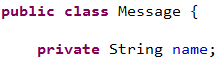 public class Message {
private String name;